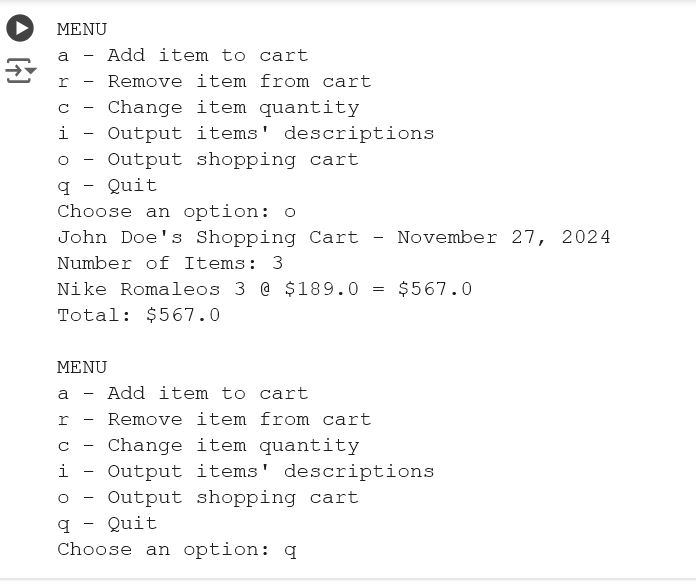 MENU
a - Add item to cart
r - Remove item from cart
c - Change item quantity
i - Output items' descriptions
o - Output shopping cart
q - Quit
Choose an option: o
John Doe's Shopping Cart - November 27, 2024
Number of Items: 3
Nike Romaleos 3 @ $189.0 = $567.0
Total: $567.0

MENU
a - Add item to cart
r - Remove item from cart
c - Change item quantity
i - Output items' descriptions
o - Output shopping cart
q - Quit
Choose an option: q